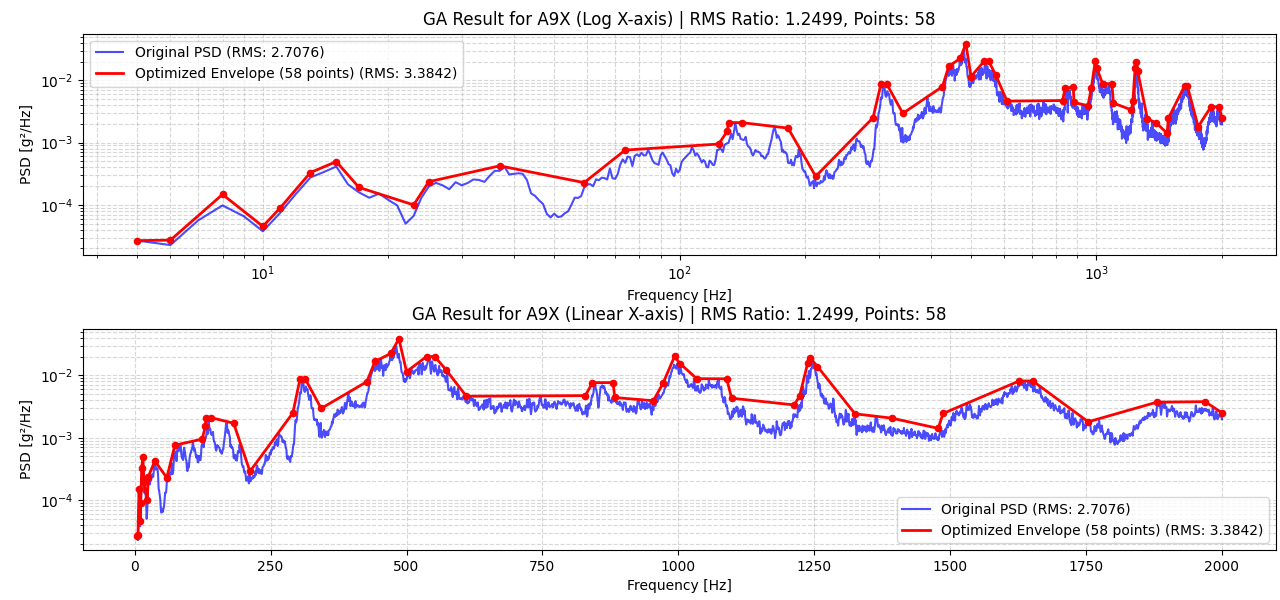 GA Result for A9X (Log X-axis) | RMS Ratio: 1.2499, Points: 58
Original PSD (RMS: 2.7076)
Optimized Envelope (58 points) (RMS: 3.3842)
PSD [g²/Hz]
10⁻²
10⁻³
10⁻⁴
10¹ 10² 10³
Frequency [Hz]
GA Result for A9X (Linear X-axis) | RMS Ratio: 1.2499, Points: 58
PSD [g²/Hz]
10⁻²
10⁻³
10⁻⁴
Original PSD (RMS: 2.7076)
Optimized Envelope (58 points) (RMS: 3.3842)
0 250 500 750 1000 1250 1500 1750 2000
Frequency [Hz]